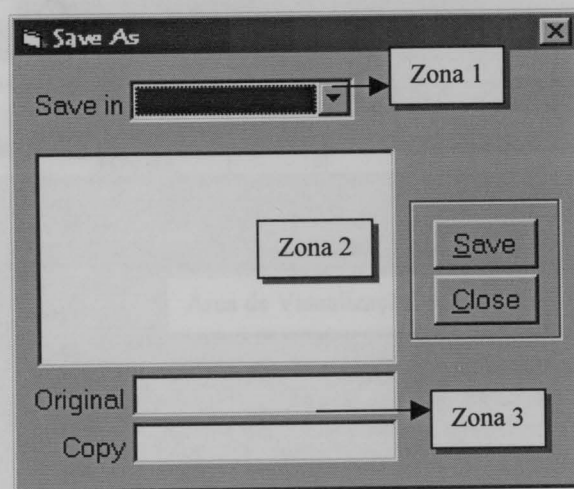 Save As
Zona 1
Save in
Zona 2
Save
Close
Original
Zona 3
Copy